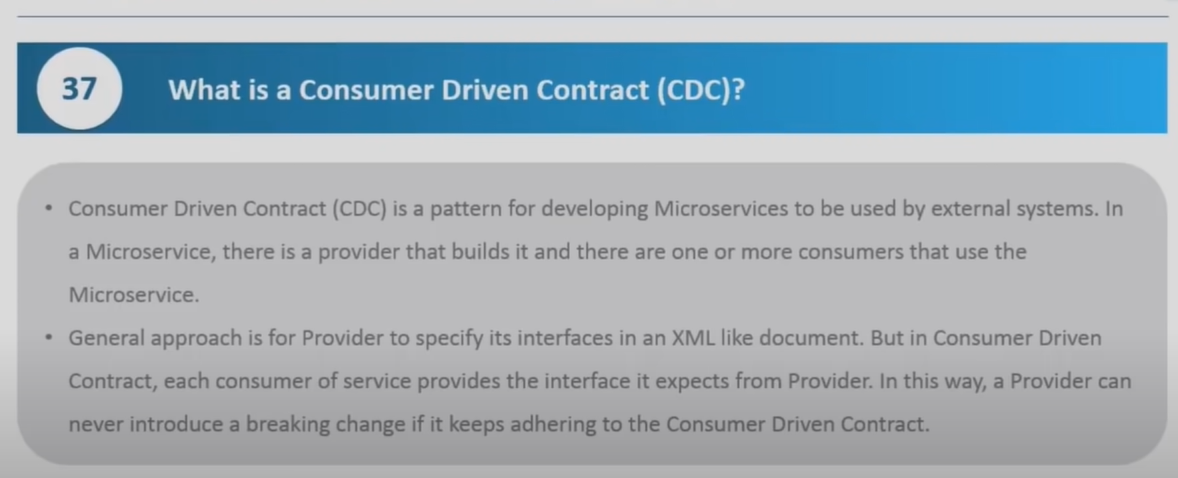 37
What is a Consumer Driven Contract (CDC)?
• Consumer Driven Contract (CDC) is a pattern for developing Microservices to be used by external systems. In
a Microservice, there is a provider that builds it and there are one or more consumers that use the
Microservice.
• General approach is for Provider to specify its interfaces in an XML like document. But in Consumer Driven
Contract, each consumer of service provides the interface it expects from Provider. In this way, a Provider can
never introduce a breaking change if it keeps adhering to the Consumer Driven Contract.